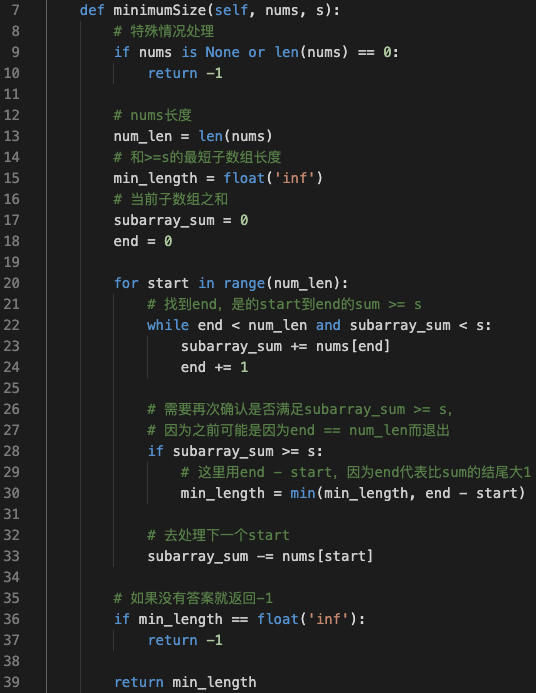 7 def minimumSize(self, nums, s):
8 # 特殊情况处理
9 if nums is None or len(nums) == 0:
10 return -1
11
12 # nums长度
13 num_len = len(nums)
14 # 和>=s的最短子数组长度
15 min_length = float('inf')
16 # 当前子数组之和
17 subarray_sum = 0
18 end = 0
19
20 for start in range(num_len):
21 # 找到end，是的start到end的sum >= s
22 while end < num_len and subarray_sum < s:
23 subarray_sum += nums[end]
24 end += 1
25
26 # 需要再次确认是否满足subarray_sum >= s，
27 # 因为之前可能是因为end == num_len而退出
28 if subarray_sum >= s:
29 # 这里用end - start，因为end代表比sum的结尾大1
30 min_length = min(min_length, end - start)
31
32 # 去处理下一个start
33 subarray_sum -= nums[start]
34
35 # 如果没有答案就返回-1
36 if min_length == float('inf'):
37 return -1
38
39 return min_length